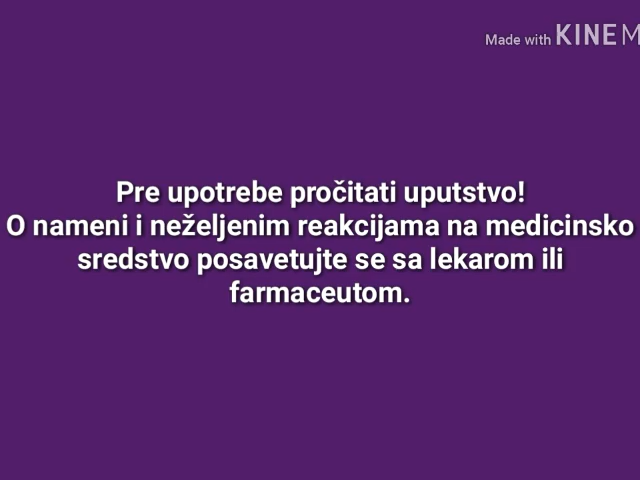 Made with KINEM
Pre upotrebe pročitati uputstvo!
O nameni i neželjenim reakcijama na medicinsko
sredstvo posavetujte se sa lekarom ili
farmaceutom.